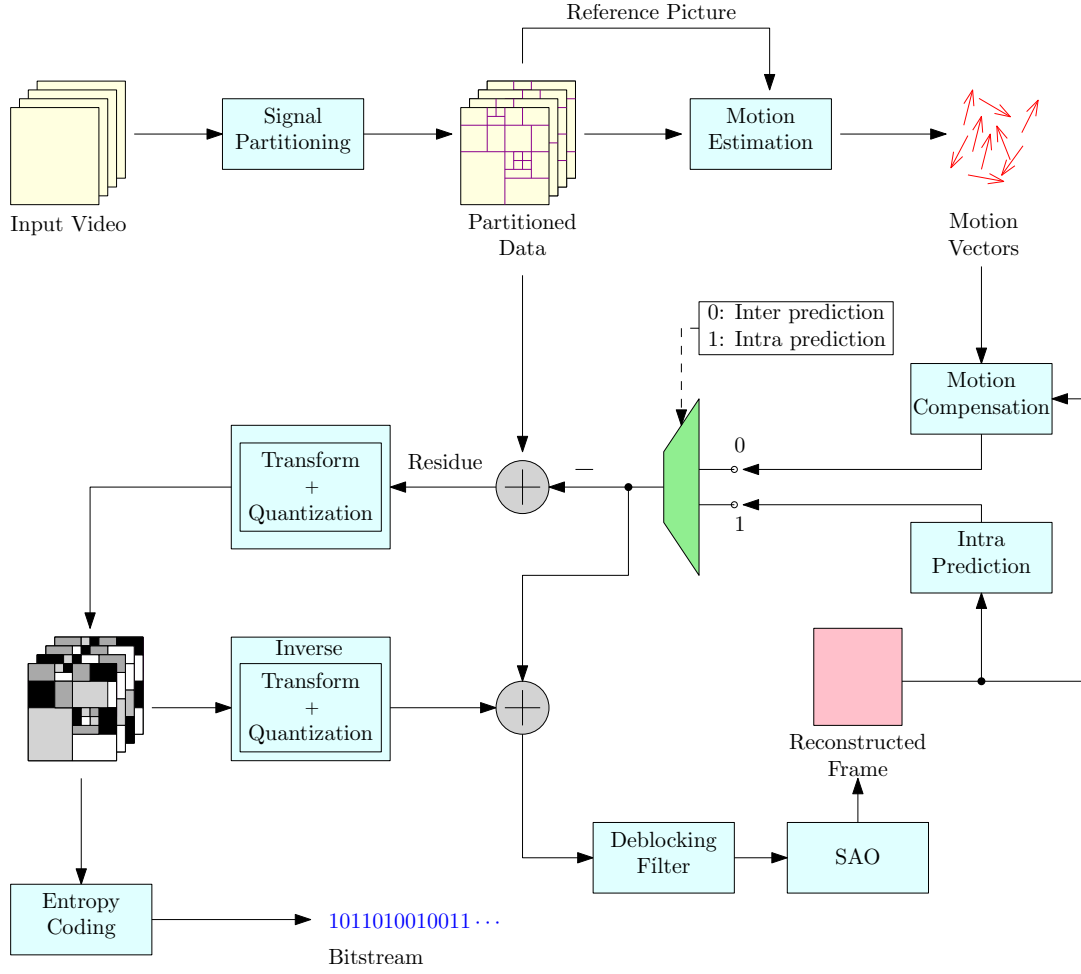 Reference Picture
Signal
Partitioning
Motion
Estimation
Input Video
Partitioned
Data
Motion
Vectors
0: Inter prediction
1: Intra prediction
Motion
Compensation
0
Transform
+
Quantization
Residue
−
1
Intra
Prediction
Inverse
Transform
+
Quantization
Reconstructed
Frame
Deblocking
Filter
SAO
Entropy
Coding
1011010010011 ···
Bitstream